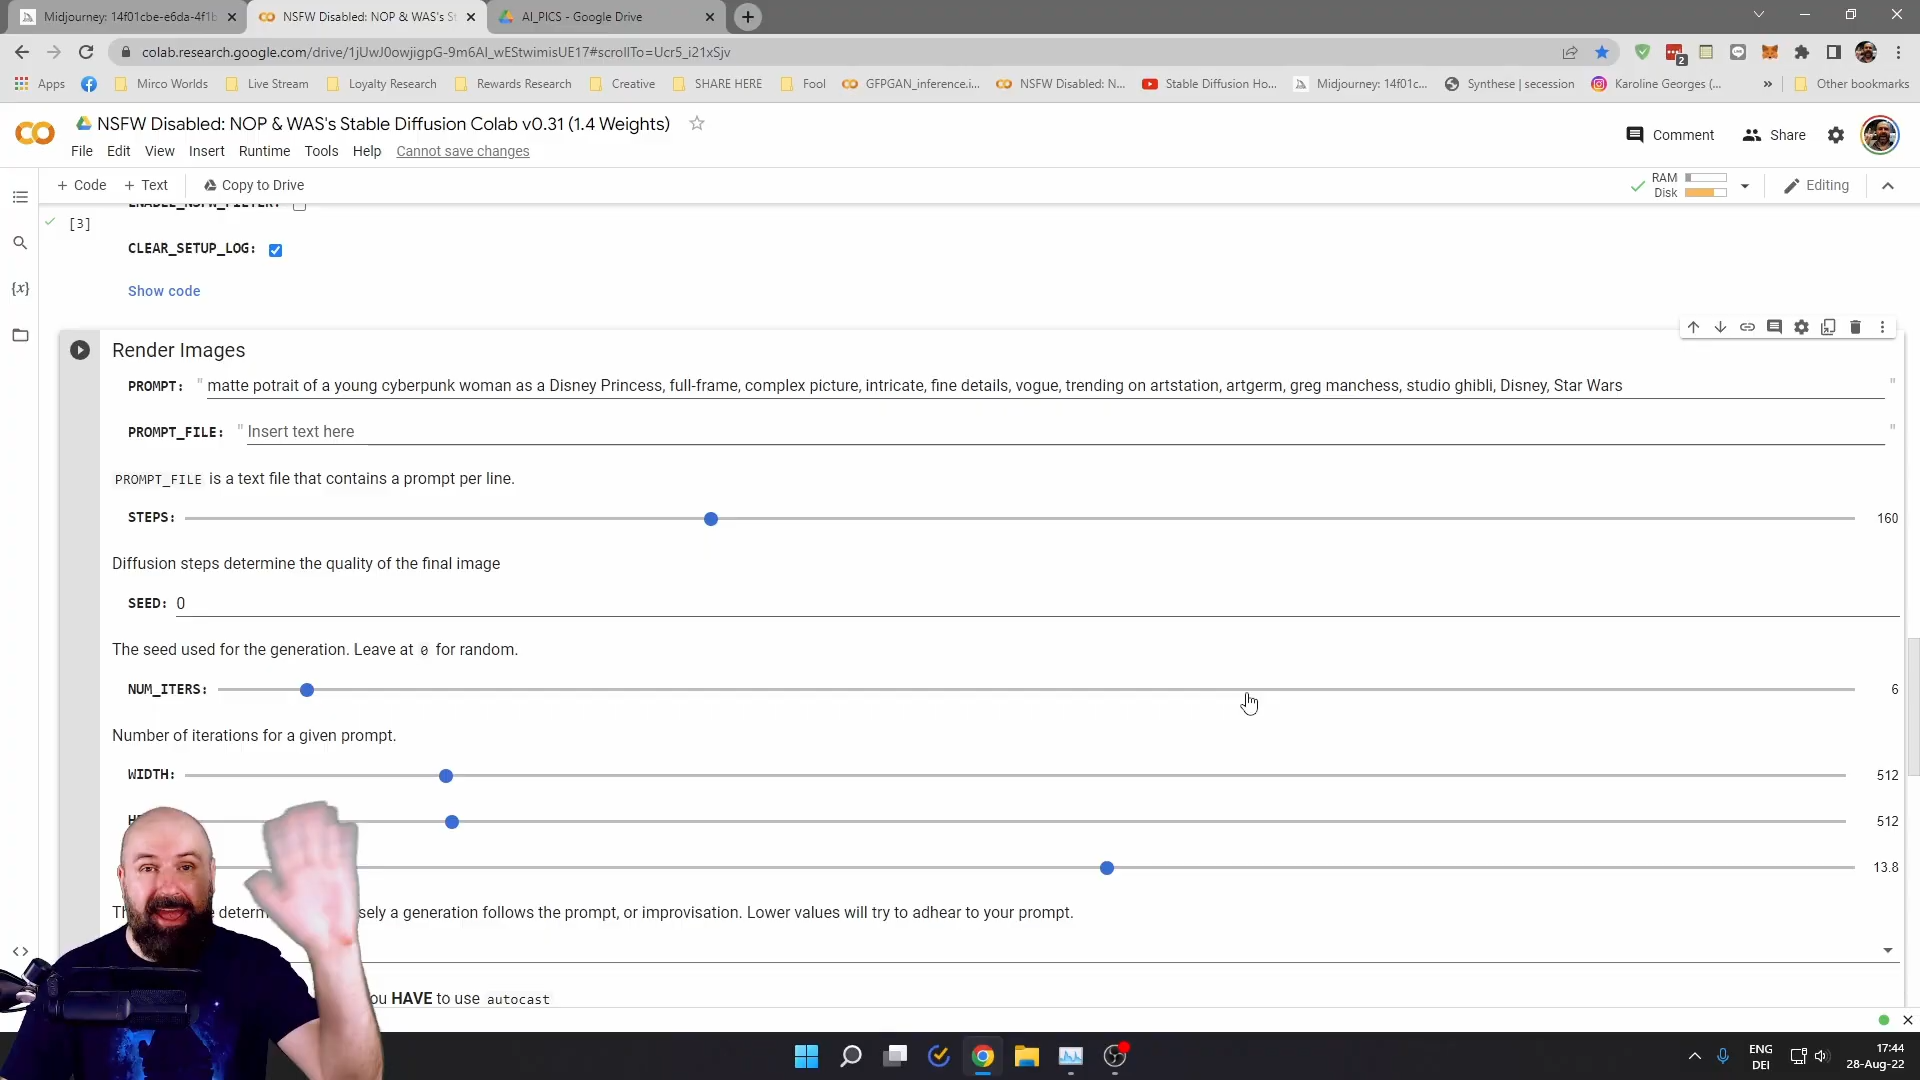 Midjourney: 14f01cbe-e6da-4f1b
NSFW Disabled: NOP & WAS's St
AI_PICS - Google Drive
colab.research.google.com/drive/1jUwJ0owjigpG-9m6AI_wEStwimisUE17#scrollTo=Ucr5_i21xSjv
2
Apps
Mirco Worlds
Live Stream
Loyalty Research
Rewards Research
Creative
SHARE HERE
Fool
GFPGAN_inference.i...
NSFW Disabled: N...
Stable Diffusion Ho...
Midjourney: 14f01c...
Synthese | secession
Karoline Georges (...
»
Other bookmarks
NSFW Disabled: NOP & WAS's Stable Diffusion Colab v0.31 (1.4 Weights)
Comment
Share
File Edit View Insert Runtime Tools Help Cannot save changes
+ Code + Text Copy to Drive
RAM
Disk
Editing
ENABLE_NSFW_FILTER:
[3]
CLEAR_SETUP_LOG:
Show code
Render Images
PROMPT: " matte potrait of a young cyberpunk woman as a Disney Princess, full-frame, complex picture, intricate, fine details, vogue, trending on artstation, artgerm, greg manchess, studio ghibli, Disney, Star Wars "
PROMPT_FILE: " Insert text here "
PROMPT_FILE is a text file that contains a prompt per line.
STEPS: 160
Diffusion steps determine the quality of the final image
SEED: 0
The seed used for the generation. Leave at 0 for random.
NUM_ITERS: 6
Number of iterations for a given prompt.
WIDTH: 512
512
13.8
sely a generation follows the prompt, or improvisation. Lower values will try to adhear to your prompt.
ou HAVE to use autocast
ENG
DEI
17:44
28-Aug-22